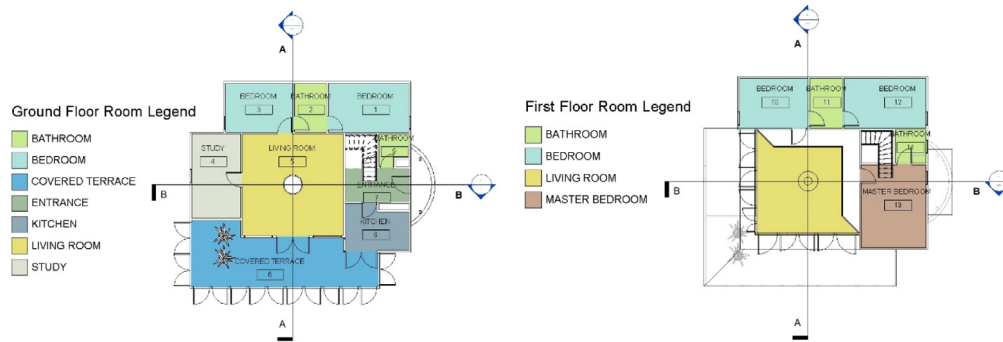 A
Ground Floor Room Legend
BATHROOM
BEDROOM
COVERED TERRACE
ENTRANCE
KITCHEN
LIVING ROOM
STUDY
BEDROOM
3
BATHROOM
2
BEDROOM
1
STUDY
4
LIVING ROOM
5
BATHROOM
ENTRANCE
7
KITCHEN
COVERED TERRACE
6
B
B
A
A
First Floor Room Legend
BATHROOM
BEDROOM
LIVING ROOM
MASTER BEDROOM
BEDROOM
10
BATHROOM
11
BEDROOM
12
BATHROOM
MASTER BEDROOM
13
B
B
A